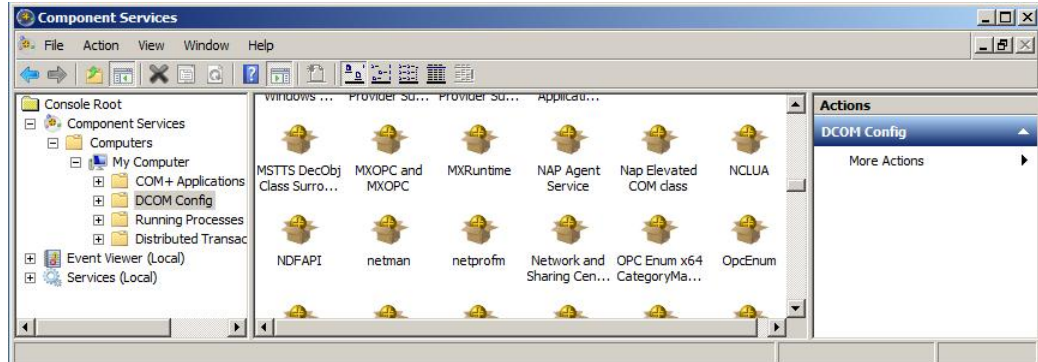 Component Services
File Action View Window Help
Console Root
Component Services
Computers
My Computer
COM+ Applications
DCOM Config
Running Processes
Distributed Transac
Event Viewer (Local)
Services (Local)
Windows ... Provider Su... Provider Su... Applicati...
MSTTS DecObj MXOPC and MXRuntime NAP Agent Nap Elevated NCLUA
Class Surro... MXOPC Service COM class
NDFAPI netman netprofm Network and OPC Enum x64 OpcEnum
Sharing Cen... CategoryMa...
Actions
DCOM Config
More Actions